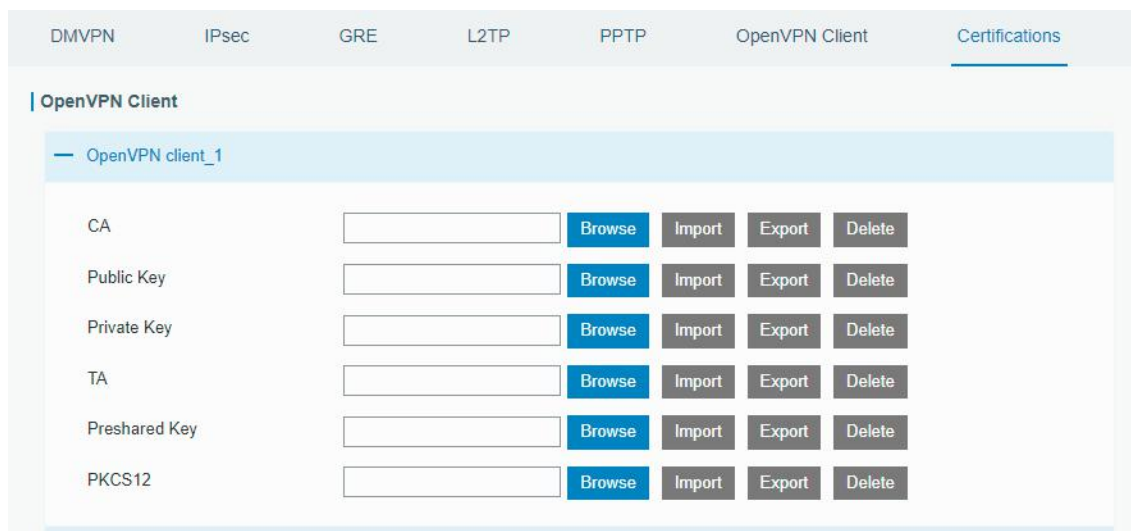 DMVPN IPsec GRE L2TP PPTP OpenVPN Client Certifications
OpenVPN Client
OpenVPN client_1
CA Browse Import Export Delete
Public Key Browse Import Export Delete
Private Key Browse Import Export Delete
TA Browse Import Export Delete
Preshared Key Browse Import Export Delete
PKCS12 Browse Import Export Delete